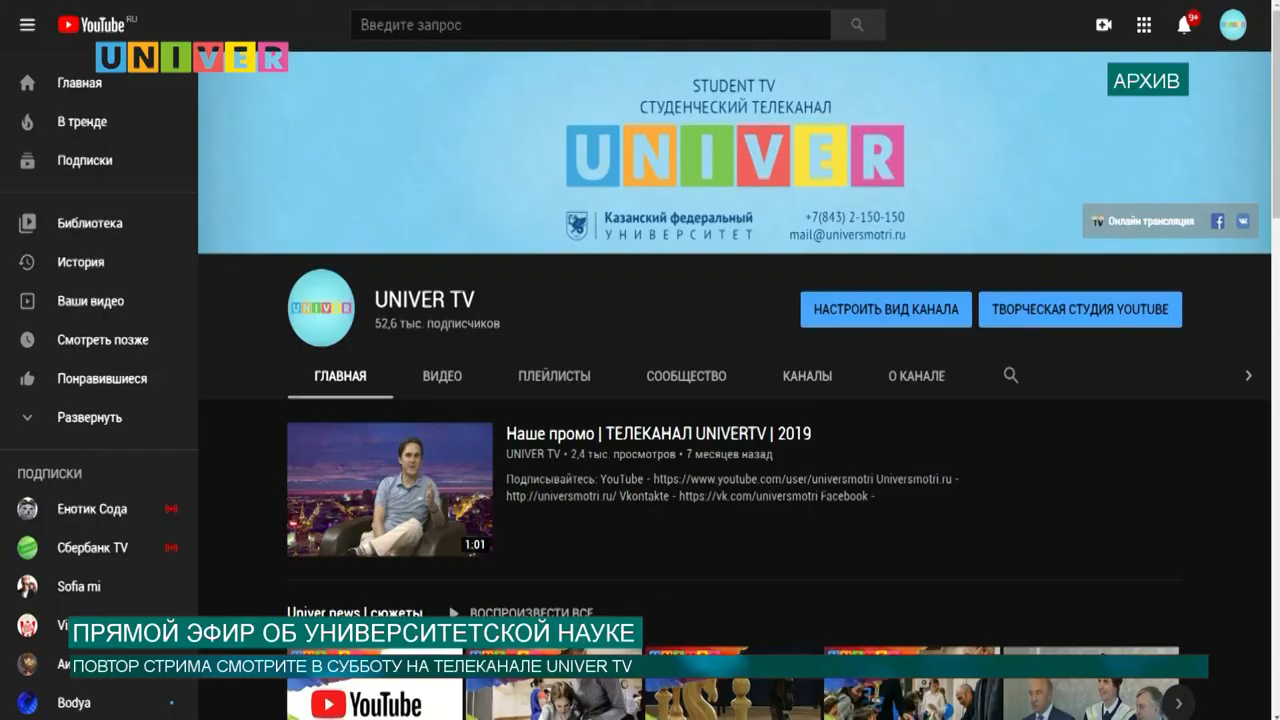 YouTube RU
Введите запрос
9+
UNIVER
Главная
В тренде
Подписки
Библиотека
История
Ваши видео
Смотреть позже
Понравившиеся
Развернуть
ПОДПИСКИ
Енотик Сода
Сбербанк TV
Sofia mi
Bodya
АРХИВ
STUDENT TV
СТУДЕНЧЕСКИЙ ТЕЛЕКАНАЛ
UNIVER
Казанский федеральный
УНИВЕРСИТЕТ
+7(843) 2-150-150
mail@universmotri.ru
TV Онлайн трансляция
UNIVER
UNIVER TV
52,6 тыс. подписчиков
НАСТРОИТЬ ВИД КАНАЛА
ТВОРЧЕСКАЯ СТУДИЯ YOUTUBE
ГЛАВНАЯ ВИДЕО ПЛЕЙЛИСТЫ СООБЩЕСТВО КАНАЛЫ О КАНАЛЕ
1:01
Наше промо | ТЕЛЕКАНАЛ UNIVERTV | 2019
UNIVER TV • 2,4 тыс. просмотров • 7 месяцев назад
Подписывайтесь: YouTube - https://www.youtube.com/user/universmotri Universmotri.ru -
http://universmotri.ru/ Vkontakte - https://vk.com/universmotri Facebook -
Univer news | сюжеты
ВОСПРОИЗВЕСТИ ВСЕ
ПРЯМОЙ ЭФИР ОБ УНИВЕРСИТЕТСКОЙ НАУКЕ
ПОВТОР СТРИМА СМОТРИТЕ В СУББОТУ НА ТЕЛЕКАНАЛЕ UNIVER TV
YouTube